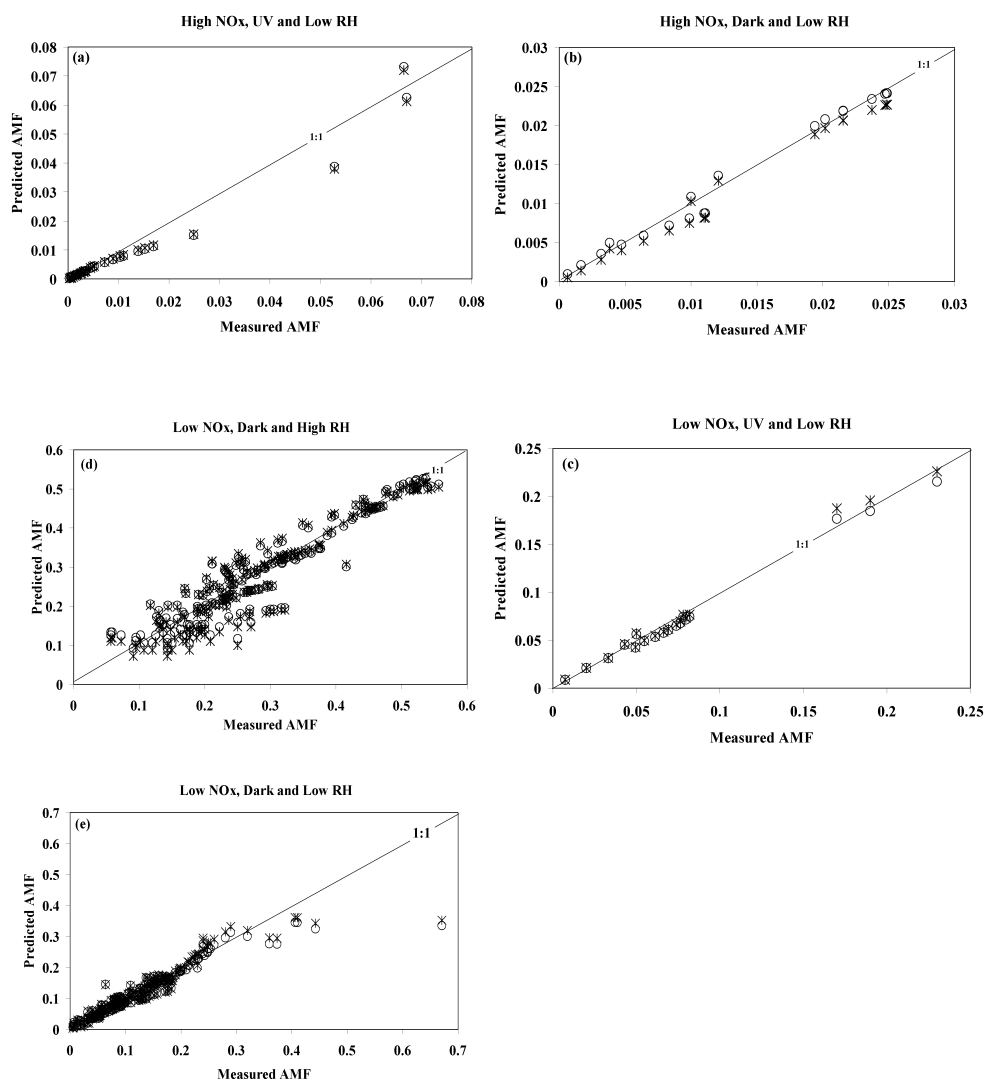 High NOx, UV and Low RH
(a)
0.08
0.07
0.06
0.05
0.04
0.03
0.02
0.01
0
1:1
Predicted AMF
0 0.01 0.02 0.03 0.04 0.05 0.06 0.07 0.08
Measured AMF
High NOx, Dark and Low RH
(b)
0.03
0.025
0.02
0.015
0.01
0.005
0
1:1
Predicted AMF
0 0.005 0.01 0.015 0.02 0.025 0.03
Measured AMF
Low NOx, Dark and High RH
(d)
0.6
0.5
0.4
0.3
0.2
0.1
0
1:1
Predicted AMF
0 0.1 0.2 0.3 0.4 0.5 0.6
Measured AMF
Low NOx, UV and Low RH
(c)
0.25
0.2
0.15
0.1
0.05
0
1:1
Predicted AMF
0 0.05 0.1 0.15 0.2 0.25
Measured AMF
Low NOx, Dark and Low RH
(e)
0.7
0.6
0.5
0.4
0.3
0.2
0.1
0
1:1
Predicted AMF
0 0.1 0.2 0.3 0.4 0.5 0.6 0.7
Measured AMF